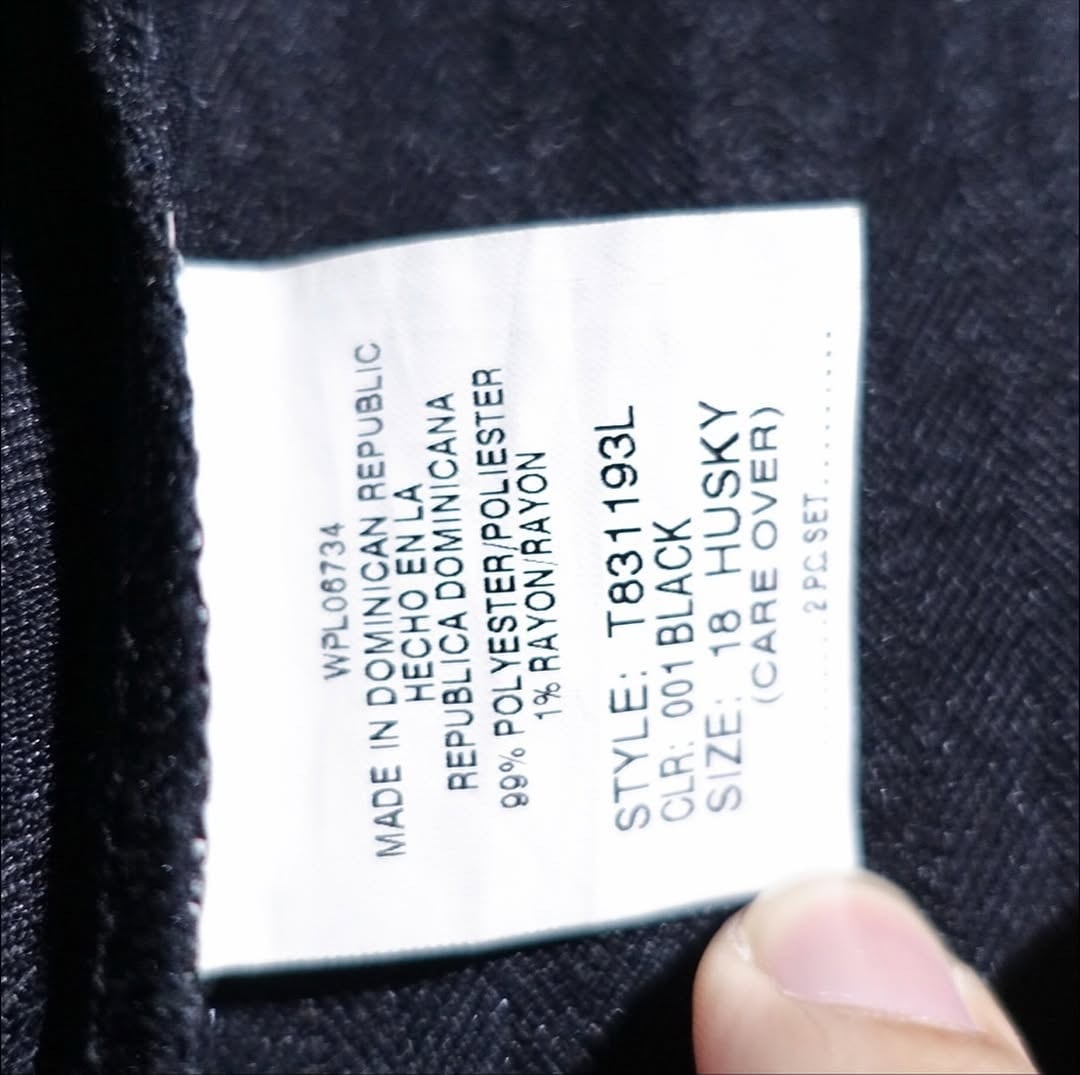 WPL06734
MADE IN DOMINICAN REPUBLIC
HECHO EN LA
REPUBLICA DOMINICANA
99% POLYESTER/POLIESTER
1% RAYON/RAYON
STYLE: T831193L
CLR: 001 BLACK
SIZE: 18 HUSKY
(CARE OVER)
........2 PC SET.........